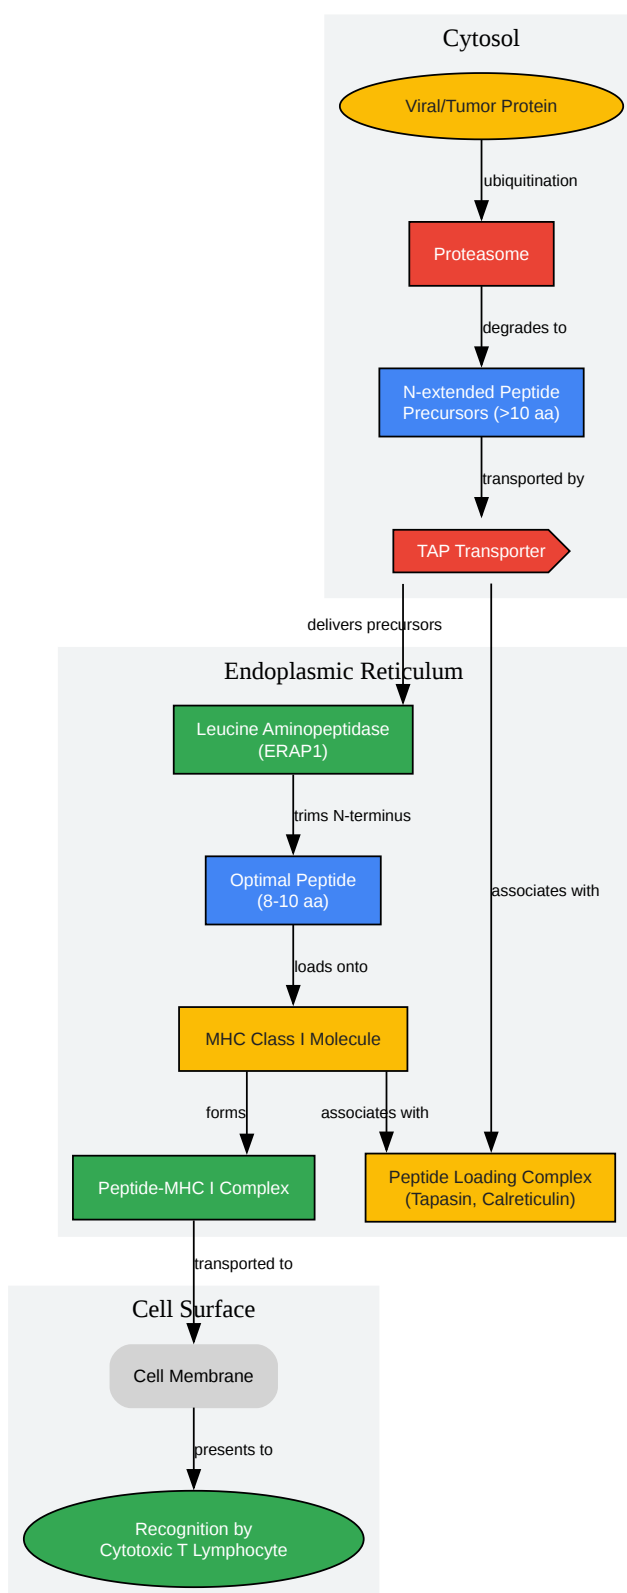 Cytosol
Viral/Tumor Protein
ubiquitination
Proteasome
degrades to
N-extended Peptide
Precursors (>10 aa)
transported by
TAP Transporter
delivers precursors
Endoplasmic Reticulum
Leucine Aminopeptidase
(ERAP1)
trims N-terminus
Optimal Peptide
(8-10 aa)
associates with
loads onto
MHC Class I Molecule
forms
associates with
Peptide-MHC I Complex
Peptide Loading Complex
(Tapasin, Calreticulin)
transported to
Cell Surface
Cell Membrane
presents to
Recognition by
Cytotoxic T Lymphocyte